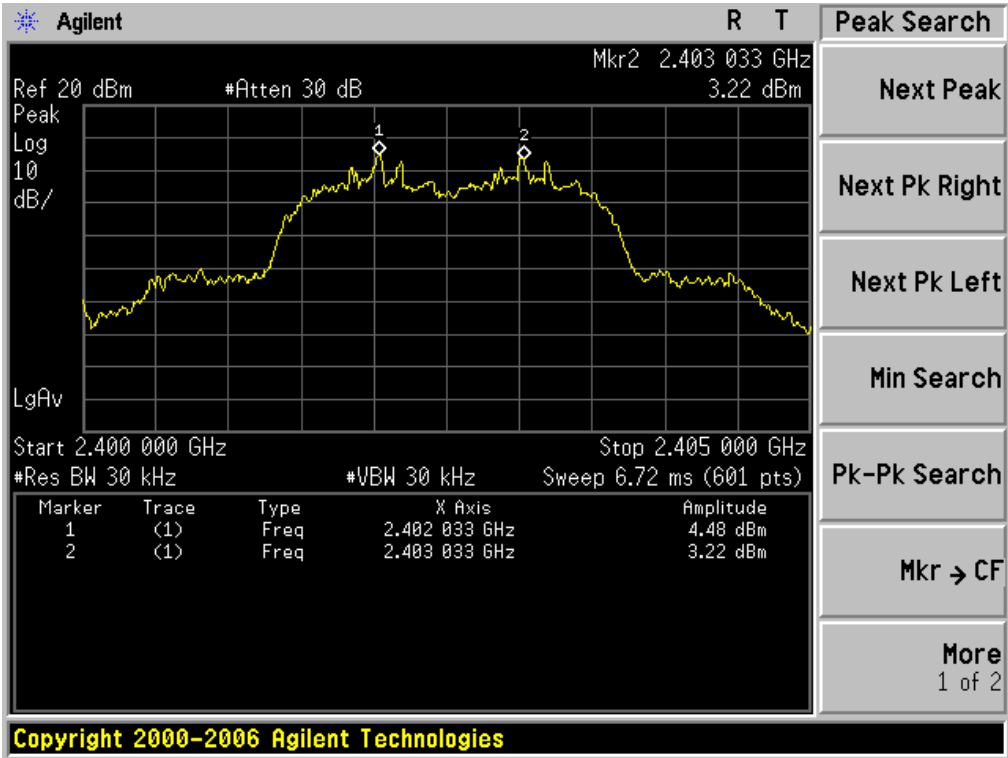 Agilent R T Peak Search
Mkr2 2.403 033 GHz
Ref 20 dBm #Atten 30 dB 3.22 dBm
Peak
Log
10
dB/
1
2
LgAv
Start 2.400 000 GHz Stop 2.405 000 GHz
#Res BW 30 kHz #VBW 30 kHz Sweep 6.72 ms (601 pts)
Marker Trace Type X Axis Amplitude
1 (1) Freq 2.402 033 GHz 4.48 dBm
2 (1) Freq 2.403 033 GHz 3.22 dBm
Next Peak
Next Pk Right
Next Pk Left
Min Search
Pk-Pk Search
Mkr → CF
More
1 of 2
Copyright 2000-2006 Agilent Technologies